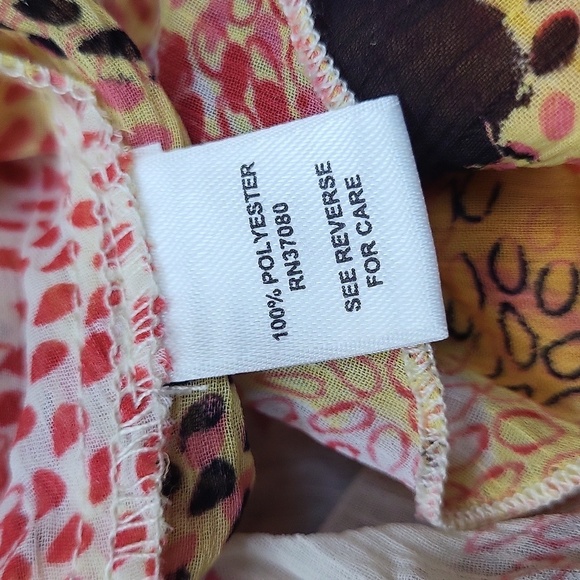 100% POLYESTER
RN37080
SEE REVERSE
FOR CARE